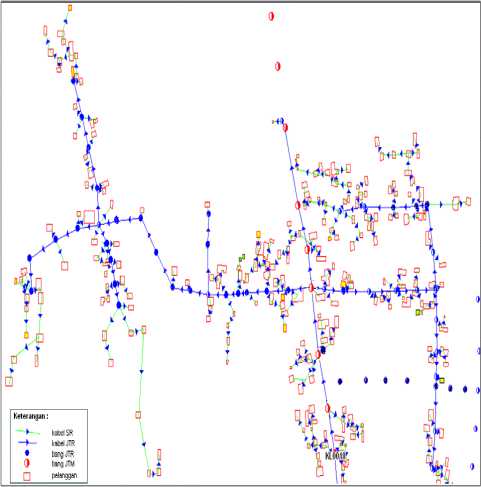 Keterangan :
kabel SR
kabel JTR
tiang JTR
tiang JTM
pelanggan